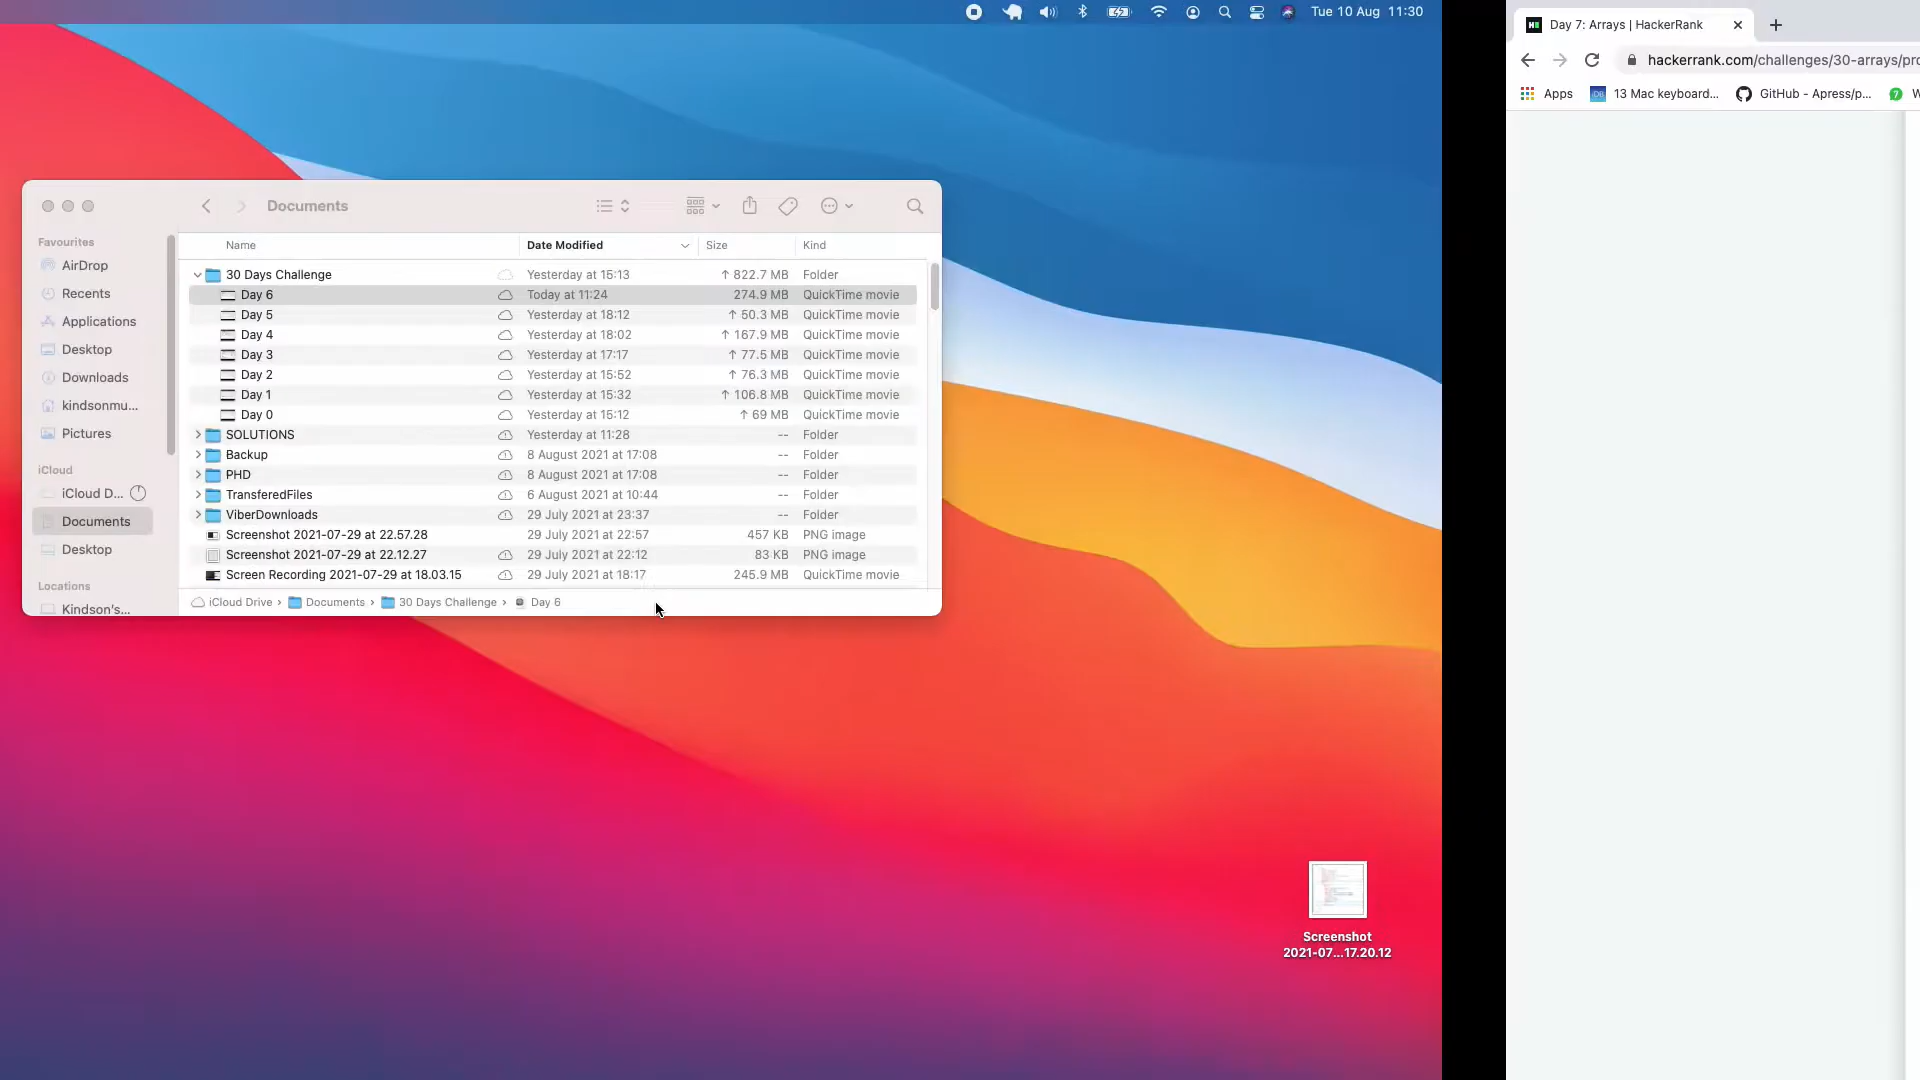 Tue 10 Aug 11:30
Day 7: Arrays | HackerRank
hackerrank.com/challenges/30-arrays/pro
Apps 13 Mac keyboard... GitHub - Apress/p...
Documents
Name Date Modified Size Kind
Favourites
AirDrop
Recents
Applications
Desktop
Downloads
kindsonmu...
Pictures
iCloud
iCloud D...
Documents
Desktop
Locations
Kindson's...
30 Days Challenge Yesterday at 15:13 ↑ 822.7 MB Folder
Day 6 Today at 11:24 274.9 MB QuickTime movie
Day 5 Yesterday at 18:12 ↑ 50.3 MB QuickTime movie
Day 4 Yesterday at 18:02 ↑ 167.9 MB QuickTime movie
Day 3 Yesterday at 17:17 ↑ 77.5 MB QuickTime movie
Day 2 Yesterday at 15:52 ↑ 76.3 MB QuickTime movie
Day 1 Yesterday at 15:32 ↑ 106.8 MB QuickTime movie
Day 0 Yesterday at 15:12 ↑ 69 MB QuickTime movie
SOLUTIONS Yesterday at 11:28 -- Folder
Backup 8 August 2021 at 17:08 -- Folder
PHD 8 August 2021 at 17:08 -- Folder
TransferedFiles 6 August 2021 at 10:44 -- Folder
ViberDownloads 29 July 2021 at 23:37 -- Folder
Screenshot 2021-07-29 at 22.57.28 29 July 2021 at 22:57 457 KB PNG image
Screenshot 2021-07-29 at 22.12.27 29 July 2021 at 22:12 83 KB PNG image
Screen Recording 2021-07-29 at 18.03.15 29 July 2021 at 18:17 245.9 MB QuickTime movie
iCloud Drive › Documents › 30 Days Challenge › Day 6
Screenshot
2021-07...17.20.12